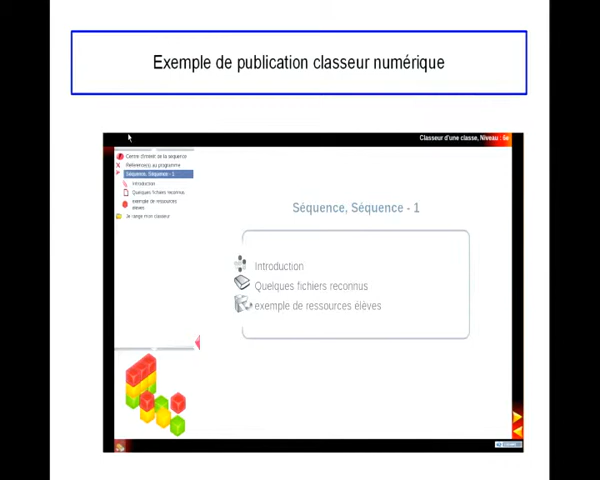 Exemple de publication classeur numérique
Classeur d'une classe, Niveau : 6e
Centre d'intérêt de la séquence
Référence(s) au programme
Séquence, Séquence - 1
Introduction
Quelques fichiers reconnus
exemple de ressources
élèves
Je range mon classeur
Séquence, Séquence - 1
Introduction
Quelques fichiers reconnus
exemple de ressources élèves